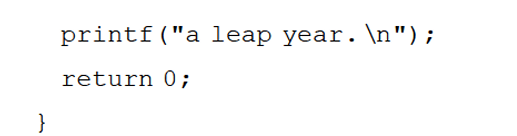 printf("a leap year.\n");
return 0;
}